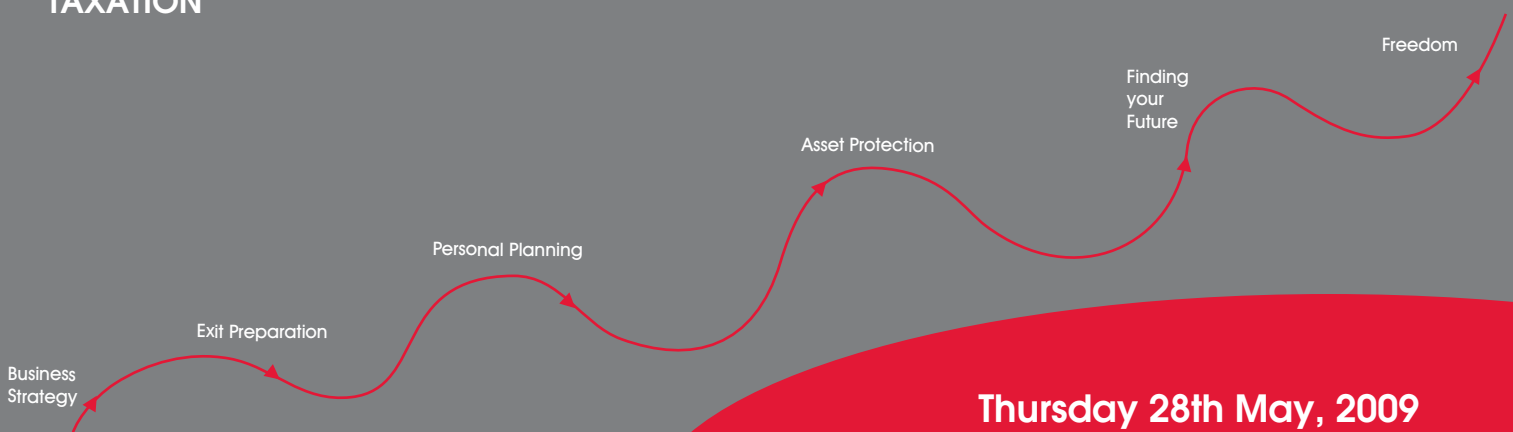 TAXATION
Freedom
Finding
your
Future
Asset Protection
Personal Planning
Exit Preparation
Business
Strategy
Thursday 28th May, 2009